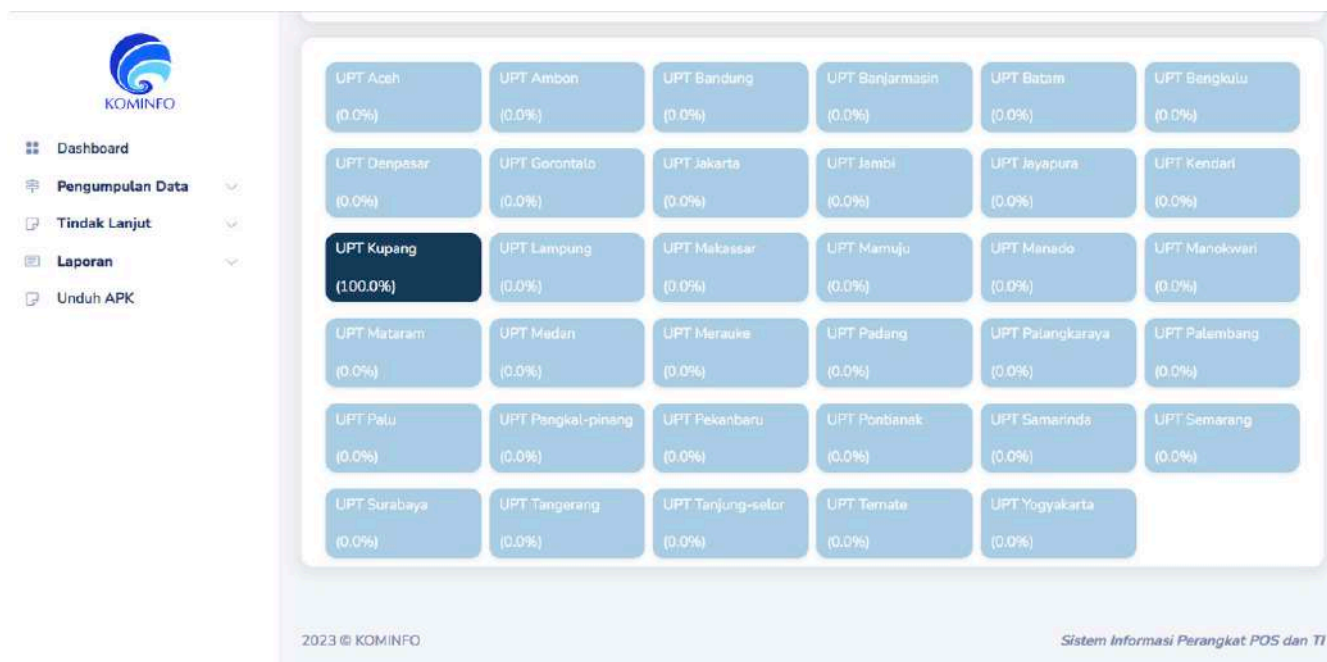 KOMINFO
Dashboard
Pengumpulan Data
Tindak Lanjut
Laporan
Unduh APK
UPT Aceh UPT Ambon UPT Bandung UPT Banjarmasin UPT Batam UPT Bengkulu
(0.0%) (0.0%) (0.0%) (0.0%) (0.0%) (0.0%)
UPT Denpasar UPT Gorontalo UPT Jakarta UPT Jambi UPT Jayapura UPT Kendari
(0.0%) (0.0%) (0.0%) (0.0%) (0.0%) (0.0%)
UPT Kupang UPT Lampung UPT Makassar UPT Mamuju UPT Manado UPT Manokwari
(100.0%) (0.0%) (0.0%) (0.0%) (0.0%) (0.0%)
UPT Mataram UPT Medan UPT Merauke UPT Padang UPT Palangkaraya UPT Palembang
(0.0%) (0.0%) (0.0%) (0.0%) (0.0%) (0.0%)
UPT Palu UPT Pangkal-pinang UPT Pekanbaru UPT Pontianak UPT Samarinda UPT Semarang
(0.0%) (0.0%) (0.0%) (0.0%) (0.0%) (0.0%)
UPT Surabaya UPT Tangerang UPT Tanjung-selor UPT Ternate UPT Yogyakarta
(0.0%) (0.0%) (0.0%) (0.0%) (0.0%)
2023 © KOMINFO Sistem Informasi Perangkat POS dan TI